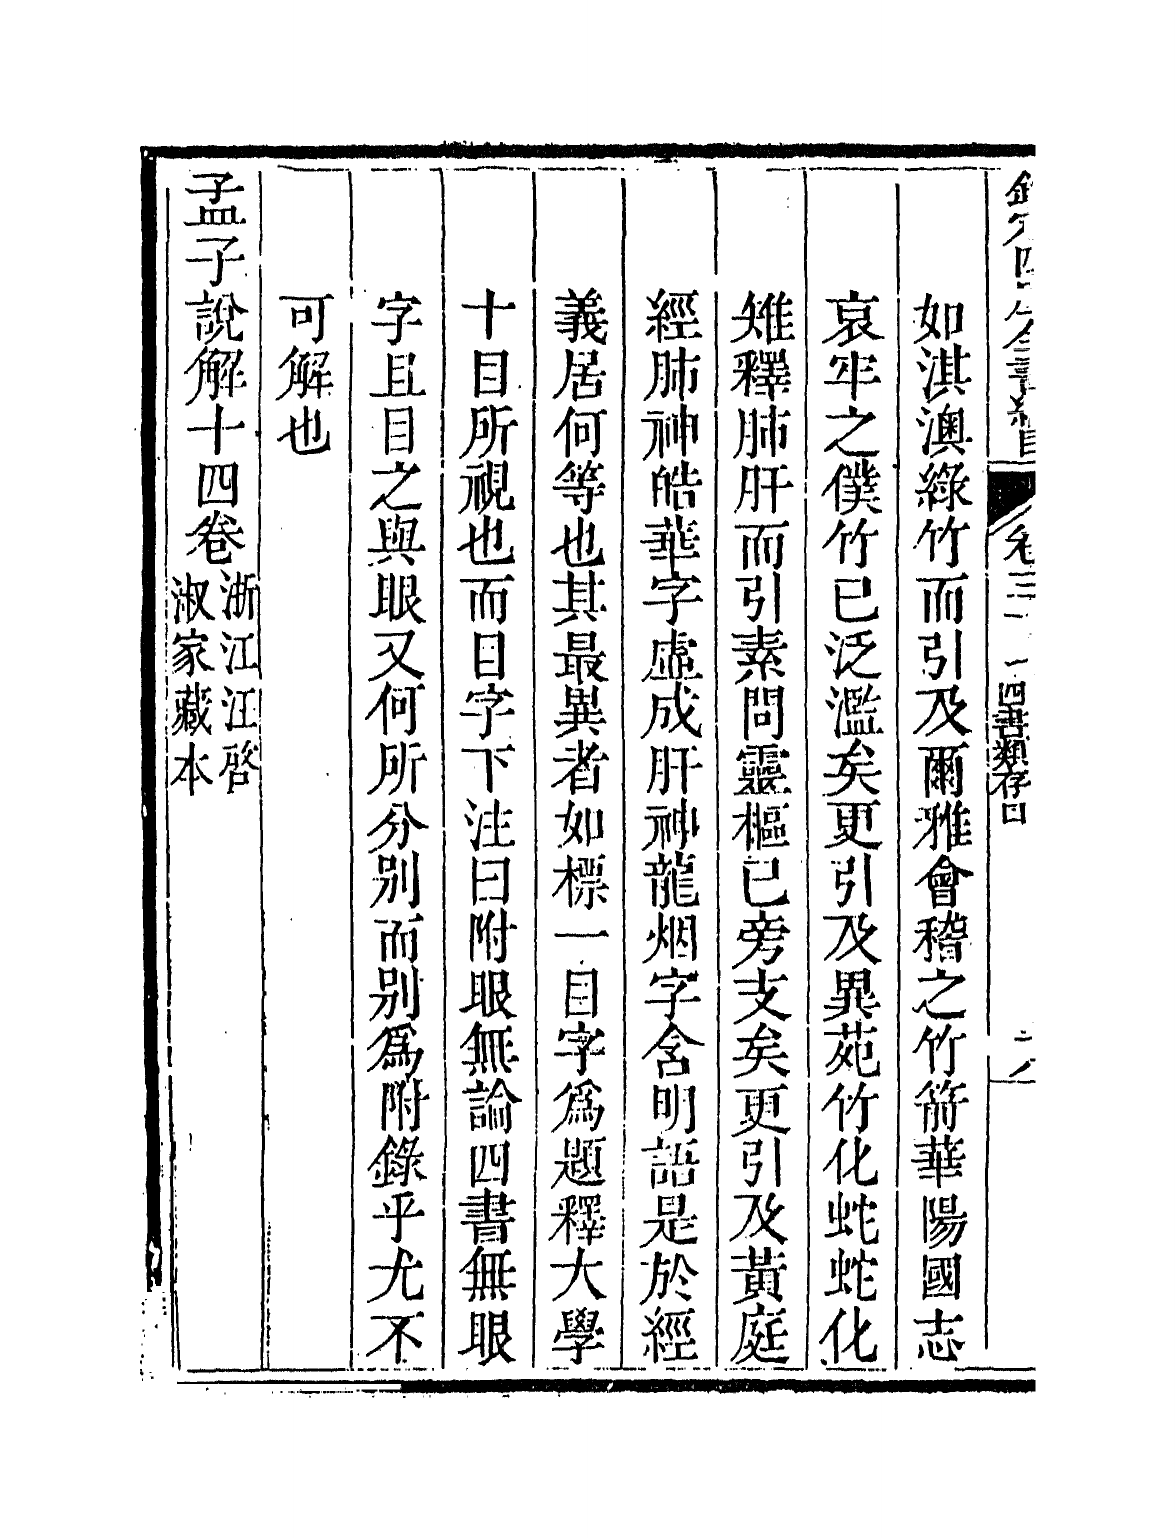 欽定四庫全書總目 卷三 四書類存目
如淇澳綠竹而引及爾雅會稽之竹箭華陽國志
哀牢之僕竹已泛濫矣更引及異苑竹化蛇蛇化
雉釋肺肝而引素問靈樞已旁支矣更引及黃庭
經肺神皓華字虛成肝神龍烟字含明語是於經
義居何等也其最異者如標一目字爲題釋大學
十目所視也而目字下注曰附眼無論四書無眼
字且目之與眼又何所分別而別爲附錄乎尤不
可解也
孟子說解十四卷
浙江汪啓
淑家藏本